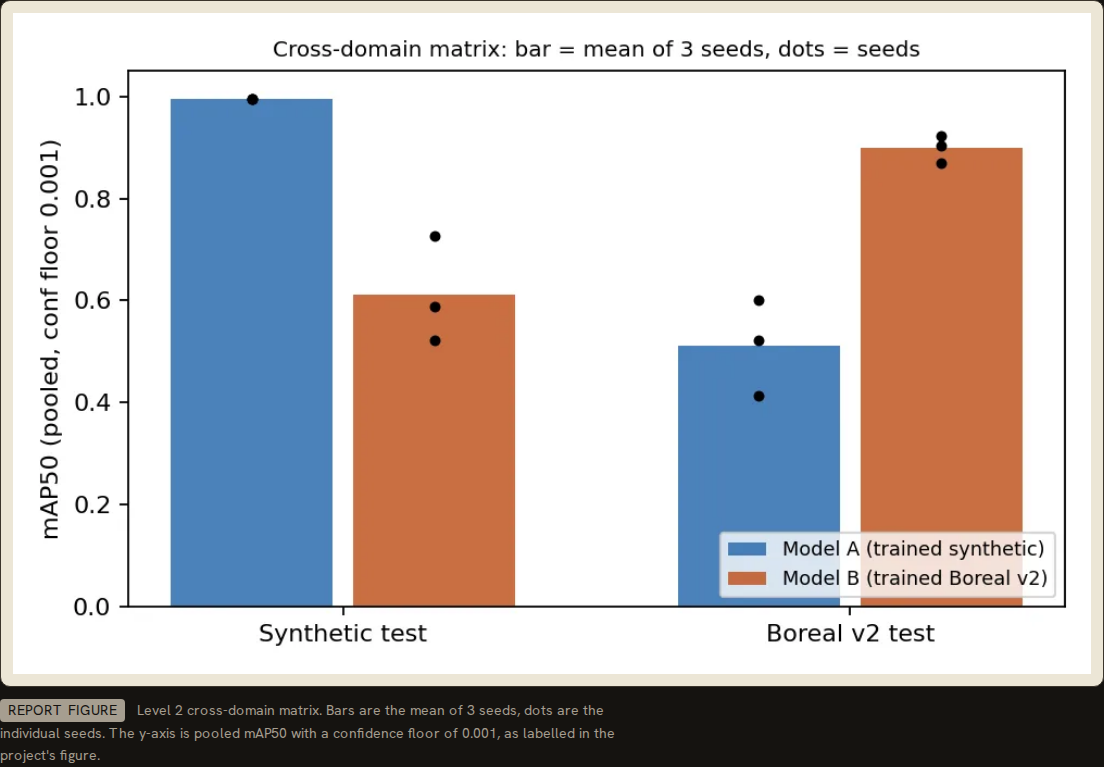 Cross-domain matrix: bar = mean of 3 seeds, dots = seeds
mAP50 (pooled, conf floor 0.001)
1.0
0.8
0.6
0.4
0.2
0.0
Synthetic test
Boreal v2 test
Model A (trained synthetic)
Model B (trained Boreal v2)
REPORT FIGURE Level 2 cross-domain matrix. Bars are the mean of 3 seeds, dots are the
individual seeds. The y-axis is pooled mAP50 with a confidence floor of 0.001, as labelled in the
project's figure.